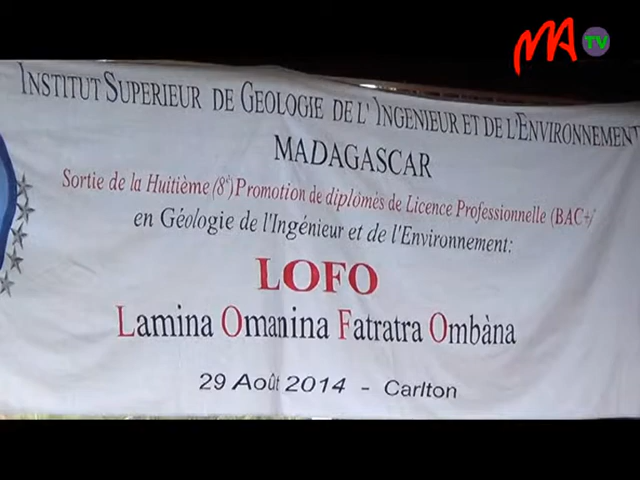 MA TV
INSTITUT SUPERIEUR DE GEOLOGIE DE L'INGENIEUR ET DE L'ENVIRONNEMENT
MADAGASCAR
Sortie de la Huitième (8è) Promotion de diplômés de Licence Professionnelle (BAC+
en Géologie de l'Ingénieur et de l'Environnement:
LOFO
Lamina Omanina Fatratra Ombàna
29 Août 2014 - Carlton